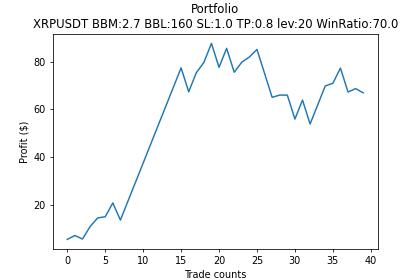 Portfolio
XRPUSDT BBM:2.7 BBL:160 SL:1.0 TP:0.8 lev:20 WinRatio:70.0
Profit ($)
80
60
40
20
0 5 10 15 20 25 30 35 40
Trade counts